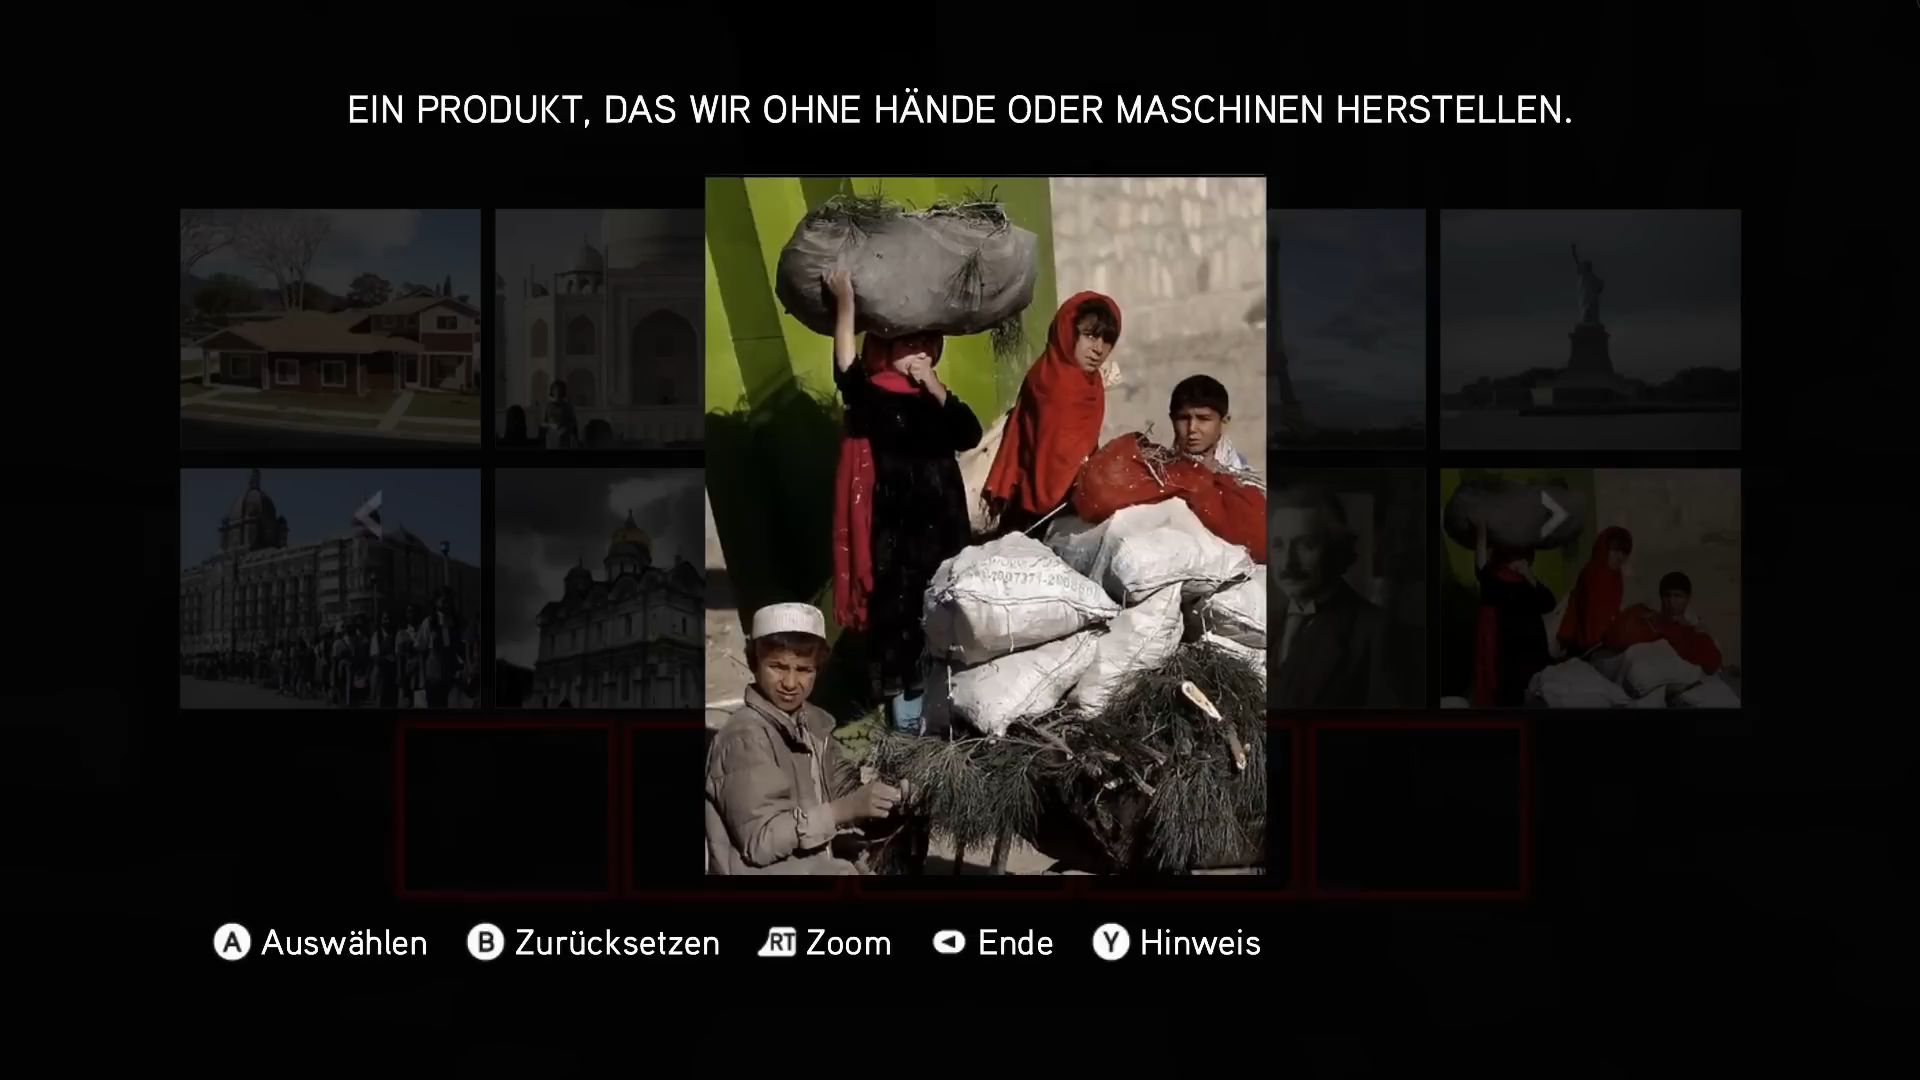 EIN PRODUKT, DAS WIR OHNE HÄNDE ODER MASCHINEN HERSTELLEN.
A Auswählen B Zurücksetzen RT Zoom Ende Y Hinweis